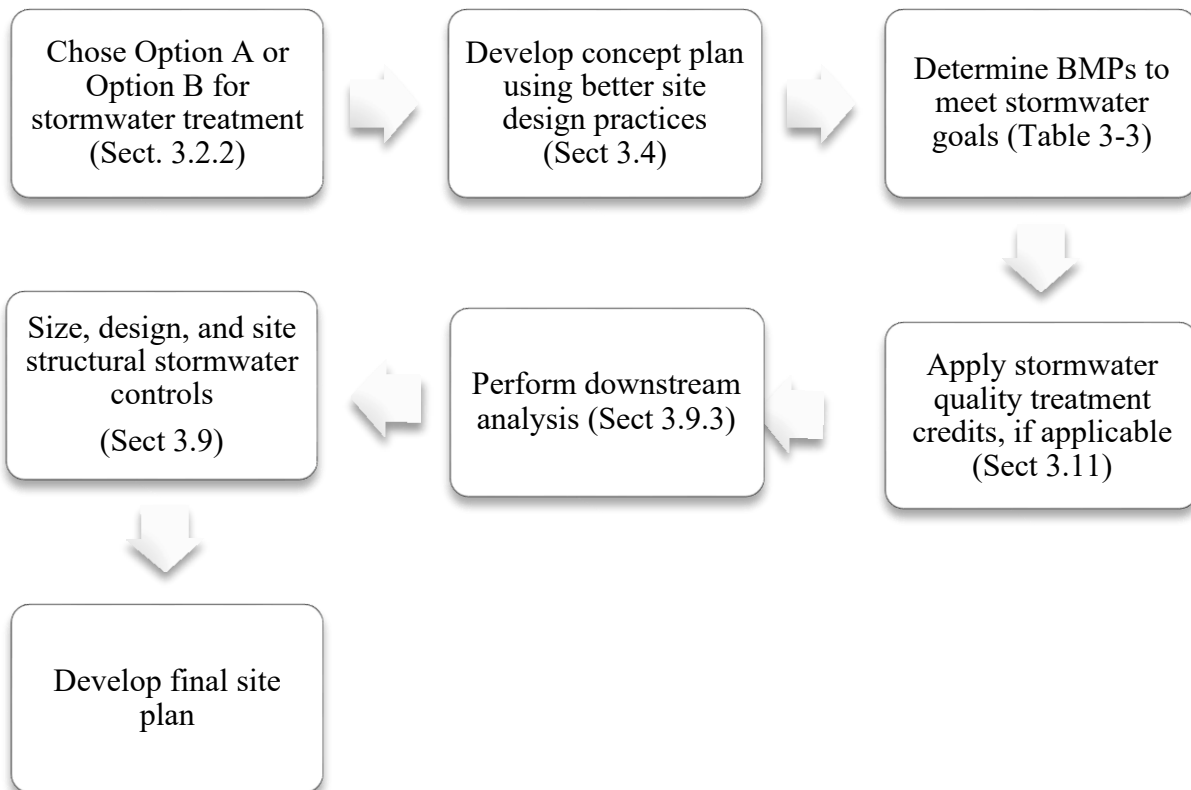 Chose Option A or
Option B for
stormwater treatment
(Sect. 3.2.2)
Develop concept plan
using better site
design practices
(Sect 3.4)
Determine BMPs to
meet stormwater
goals (Table 3-3)
Apply stormwater
quality treatment
credits, if applicable
(Sect 3.11)
Perform downstream
analysis (Sect 3.9.3)
Size, design, and site
structural stormwater
controls
(Sect 3.9)
Develop final site
plan